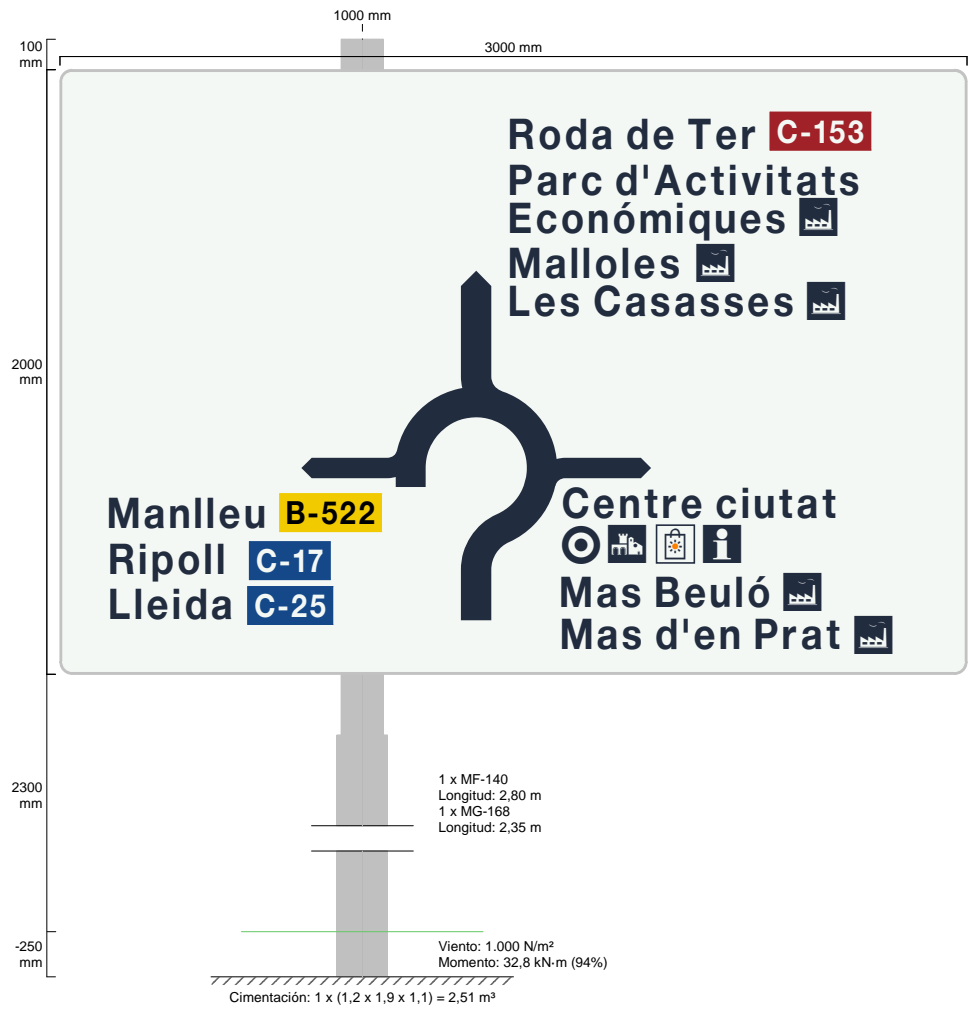 1000 mm
100
mm
3000 mm
Roda de Ter C-153
Parc d'Activitats
Económiques
Malloles
Les Casasses
2000
mm
Manlleu B-522
Ripoll C-17
Lleida C-25
Centre ciutat
i
Mas Beuló
Mas d'en Prat
2300
mm
1 x MF-140
Longitud: 2,80 m
1 x MG-168
Longitud: 2,35 m
-250
mm
Viento: 1.000 N/m²
Momento: 32,8 kN·m (94%)
Cimentación: 1 x (1,2 x 1,9 x 1,1) = 2,51 m³